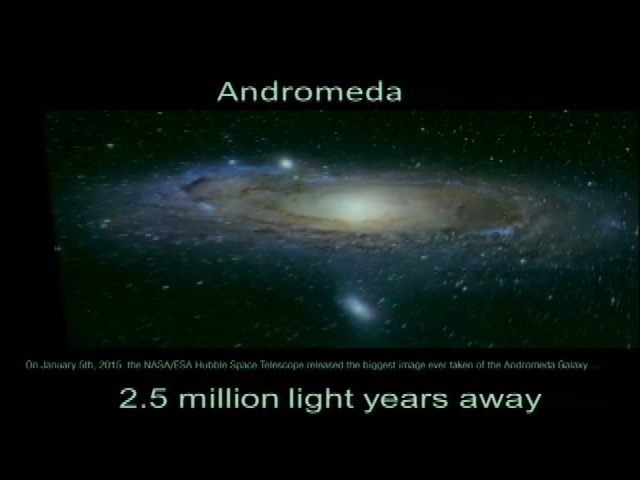 Andromeda
On January 5th, 2015, the NASA/ESA Hubble Space Telescope released the biggest image ever taken of the Andromeda Galaxy
2.5 million light years away